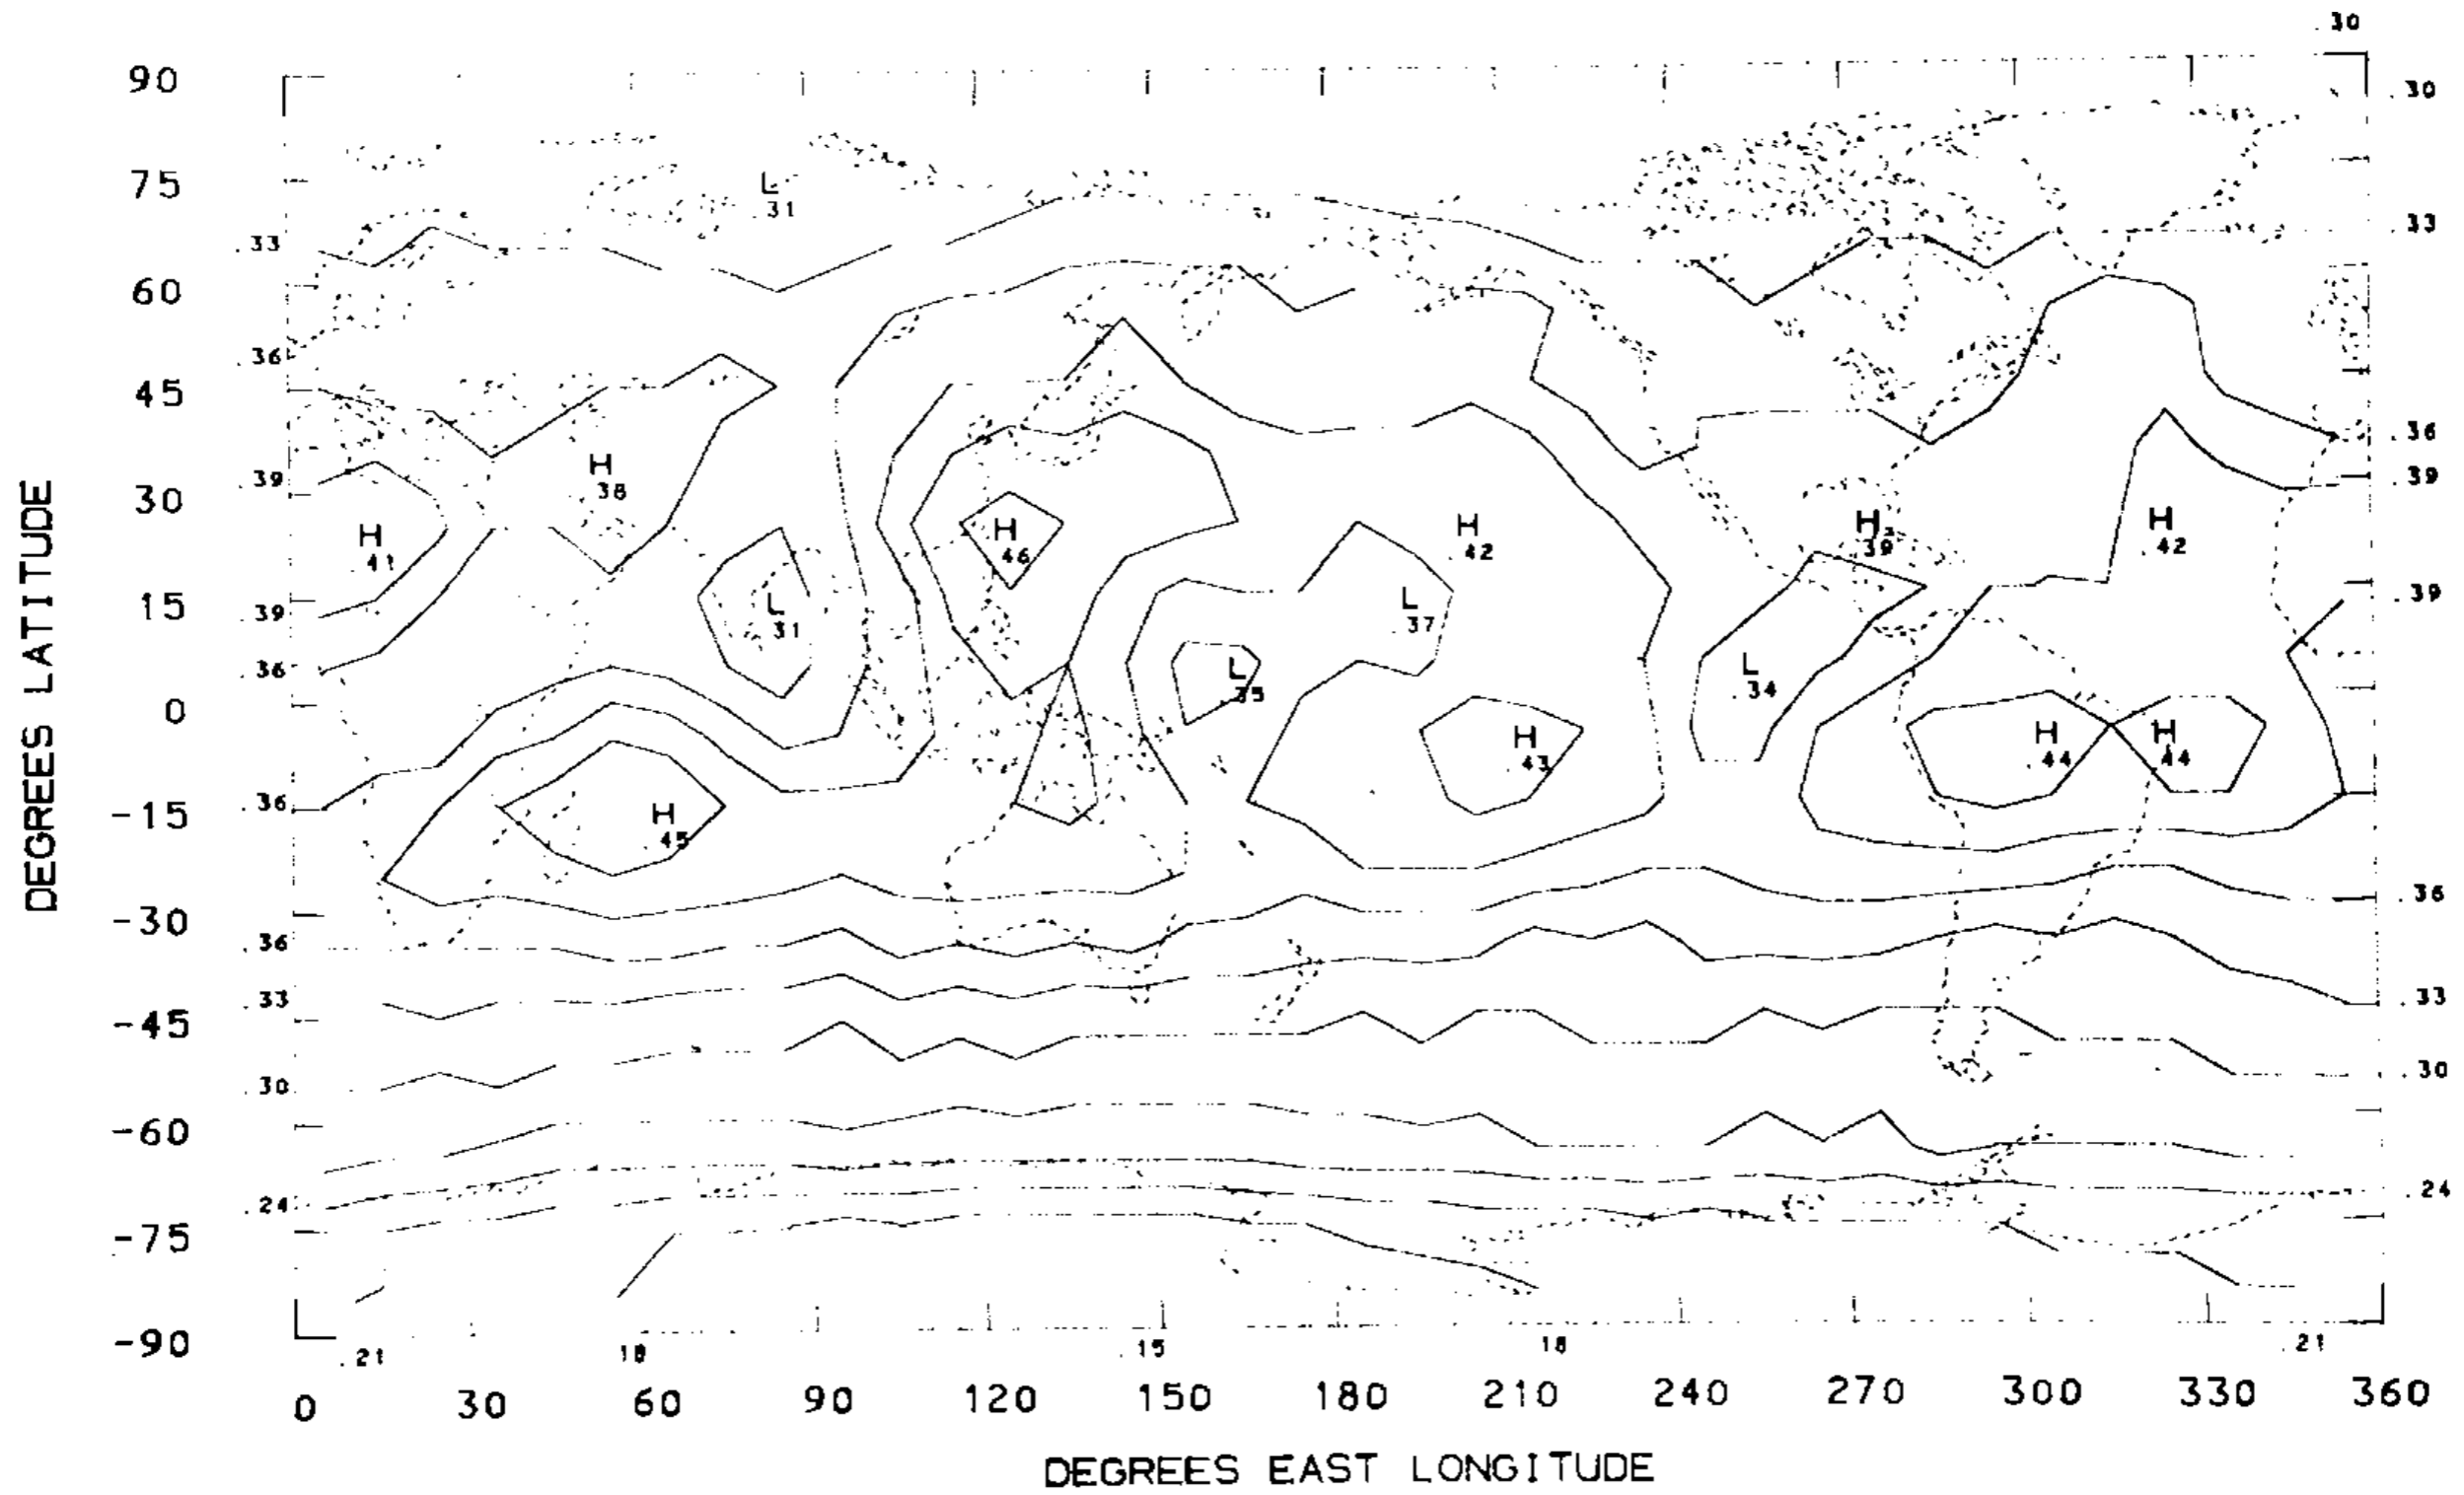 .30
90 .30
75
L
.31
.33 .33
60
.36
45
.36
H
.38
.39 30 .39
H
.41
H
.46
H
.42
H
.39
H
.42
.39 15 .39
L
.31
L
.37
.36
L
.35
L
.34
0
H
.43
H
.44
H
.44
.36 -15
H
.45
.36
-30
.36
.33 .33
-45
.30 .30
-60
.24 .24
-75
-90
.21 18 .15 18 .21
0 30 60 90 120 150 180 210 240 270 300 330 360
DEGREES EAST LONGITUDE
DEGREES LATITUDE